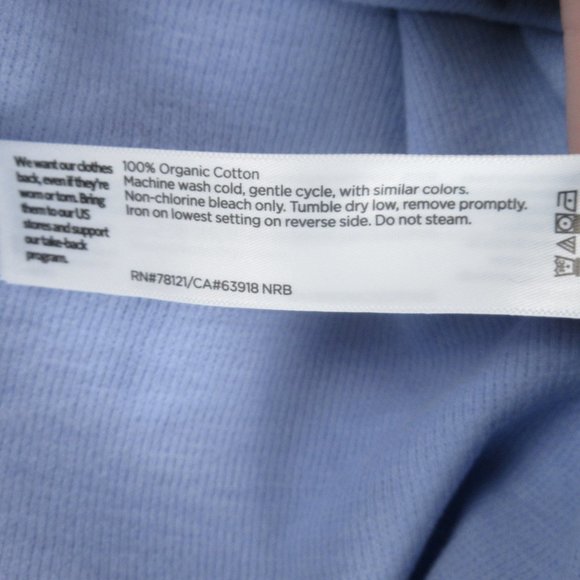 We want our clothes
back, even if they're
worn or torn. Bring
them to our US
stores and support
our take-back
program.
100% Organic Cotton
Machine wash cold, gentle cycle, with similar colors.
Non-chlorine bleach only. Tumble dry low, remove promptly.
Iron on lowest setting on reverse side. Do not steam.
RN#78121/CA#63918 NRB